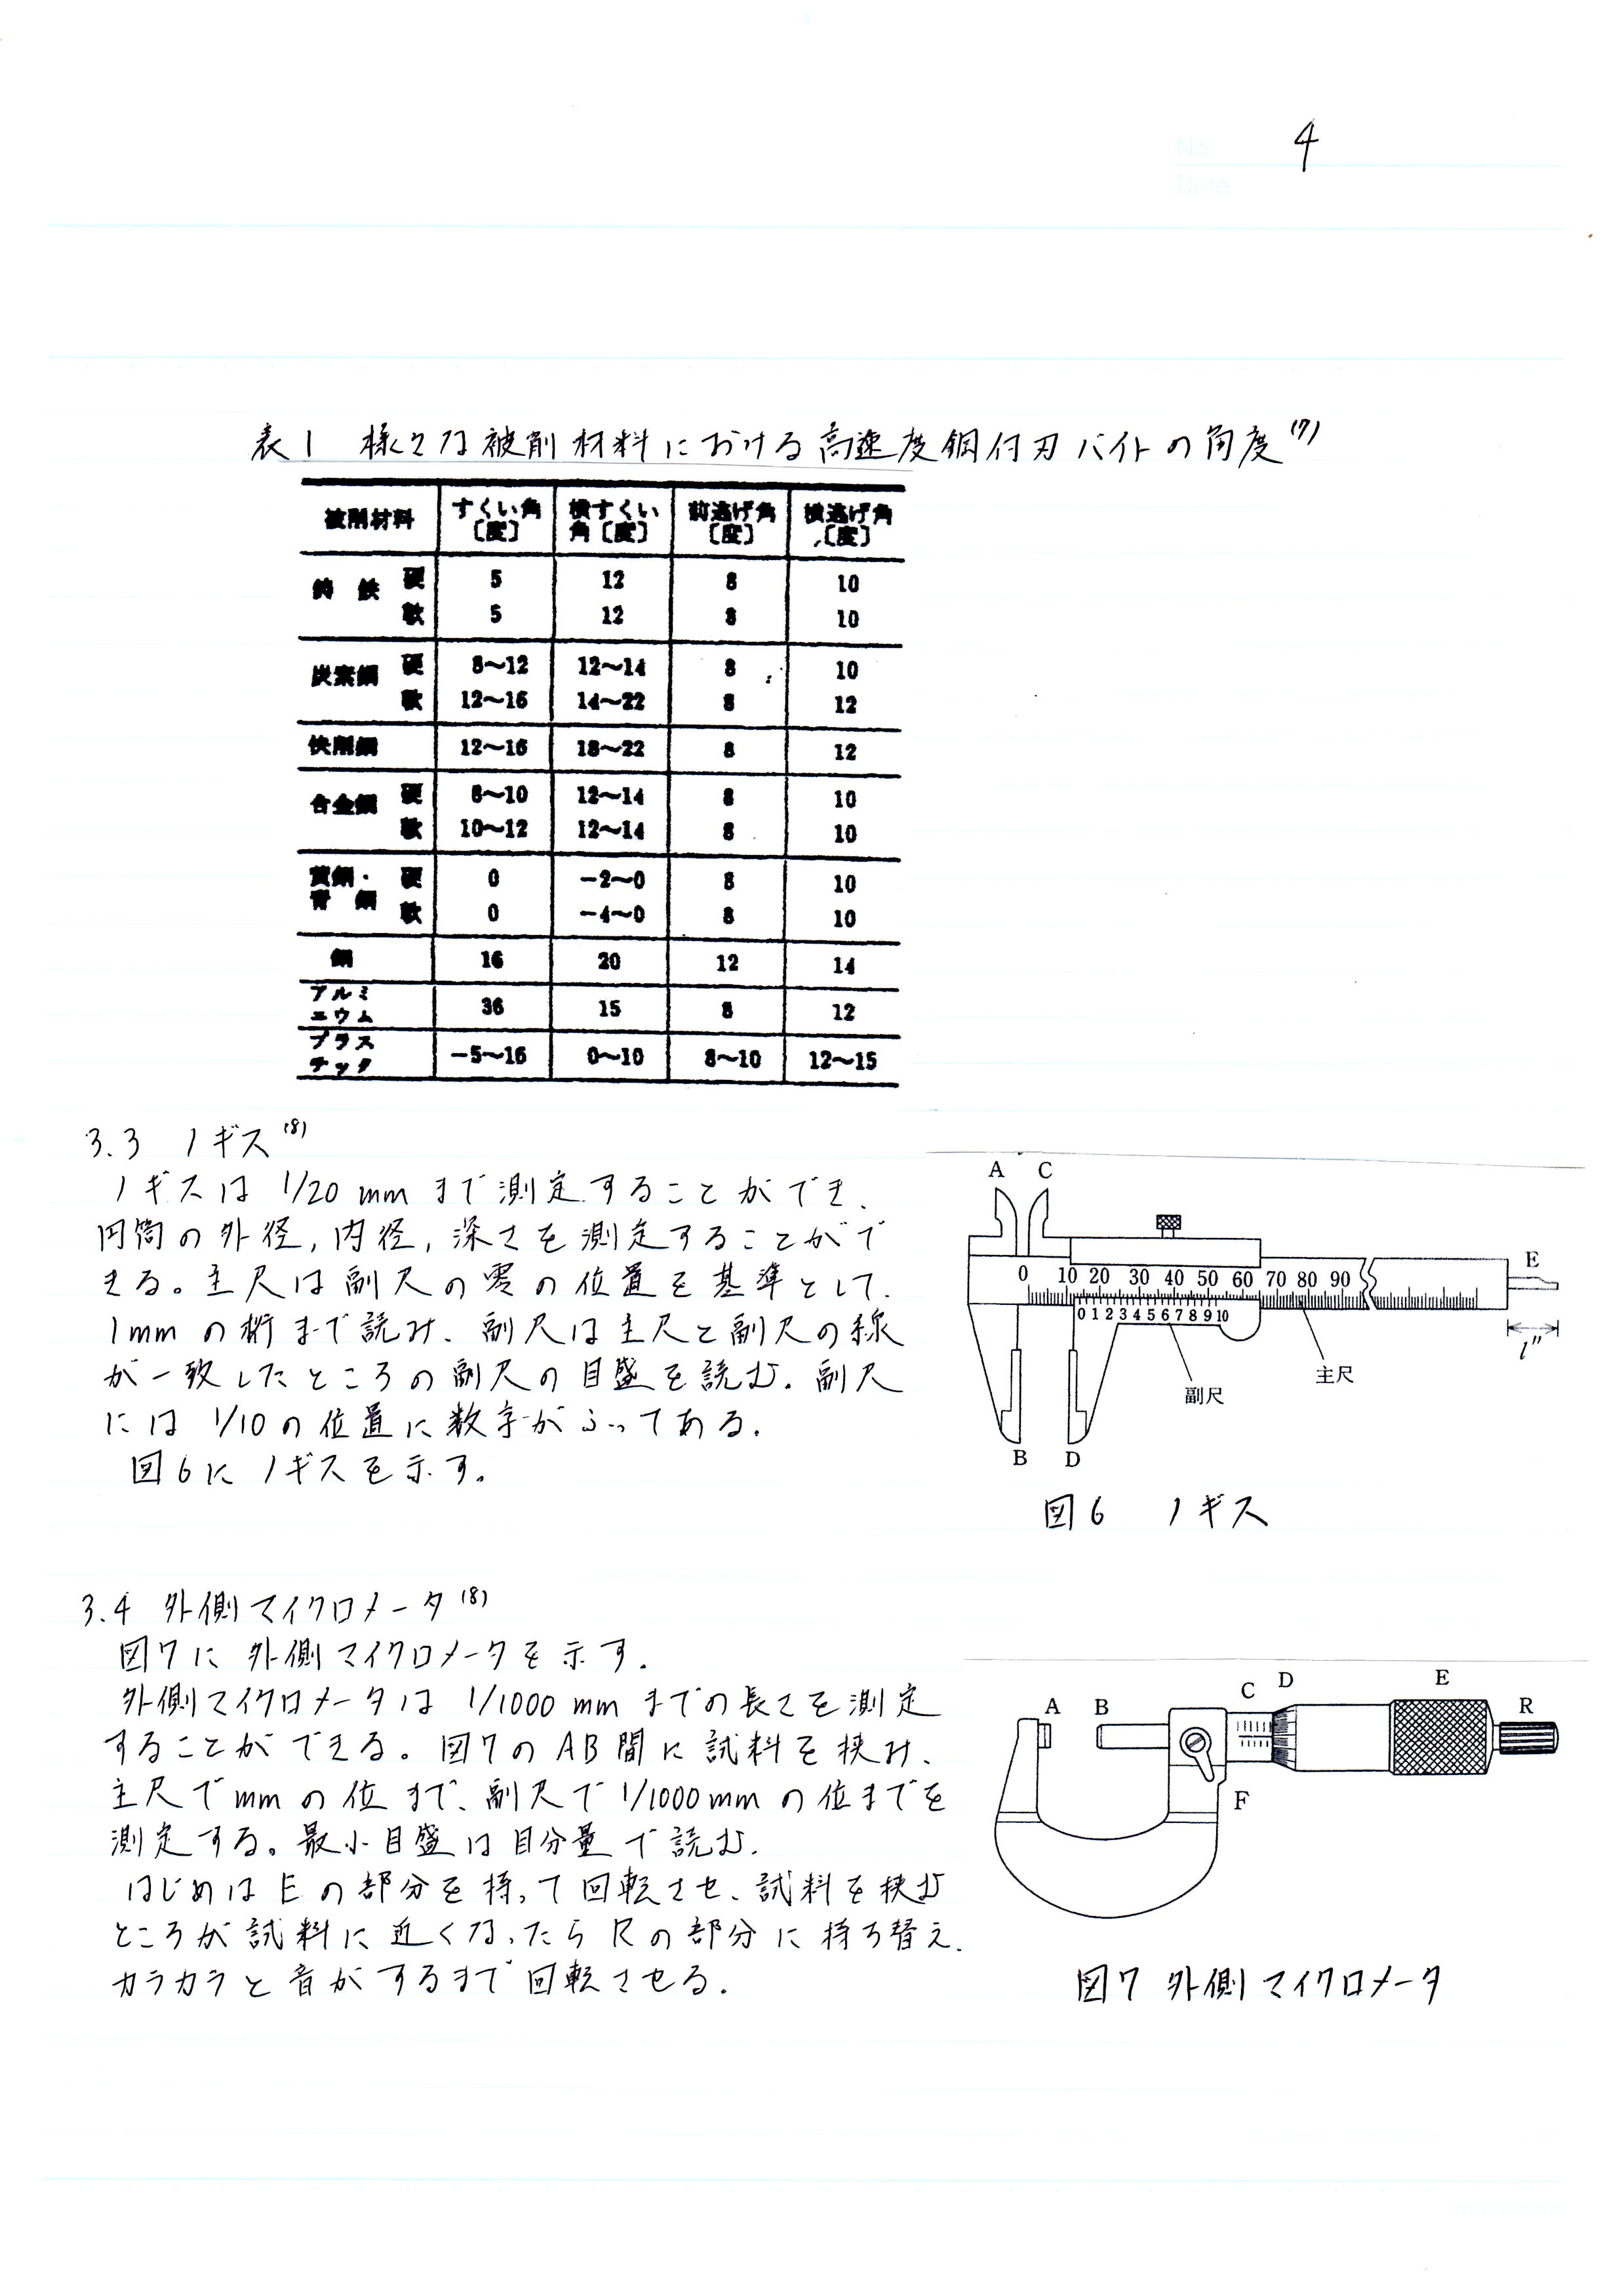 No. 4
Date
表1 様々な被削材料における高速度鋼付刃バイトの角度(7)
被削材料 すくい角〔度〕 横すくい角〔度〕 前逃げ角〔度〕 横逃げ角〔度〕
鋳鉄 硬 5 12 8 10
軟 5 12 8 10
炭素鋼 硬 8〜12 12〜14 8 10
軟 12〜16 14〜22 8 12
快削鋼 12〜16 18〜22 8 12
合金鋼 硬 8〜10 12〜14 8 10
軟 10〜12 12〜14 8 10
黄銅・青銅 硬 0 −2〜0 8 10
軟 0 −4〜0 8 10
銅 16 20 12 14
アルミニウム 36 15 8 12
プラスチック −5〜16 0〜10 8〜10 12〜15
3.3 ノギス(8)
ノギスは 1/20 mm まで測定することができ、
円筒の外径,内径,深さを測定することがで
きる。主尺は副尺の零の位置を基準として、
1mm の桁まで読み、副尺は主尺と副尺の線
が一致したところの副尺の目盛を読む。副尺
には 1/10 の位置に数字がふってある。
図6にノギスを示す。
A C
E
0 10 20 30 40 50 60 70 80 90
0 1 2 3 4 5 6 7 8 9 10
l″
主尺
副尺
B D
図6 ノギス
3.4 外側マイクロメータ(8)
図7に外側マイクロメータを示す。
外側マイクロメータは 1/1000 mm までの長さを測定
することができる。図7のAB間に試料を挟み、
主尺で mm の位まで、副尺で 1/1000mm の位までを
測定する。最小目盛は目分量で読む。
はじめはEの部分を持って回転させ、試料を挟む
ところが試料に近くなったらRの部分に持ち替え、
カラカラと音がするまで回転させる。
A B C D E R
F
図7 外側マイクロメータ